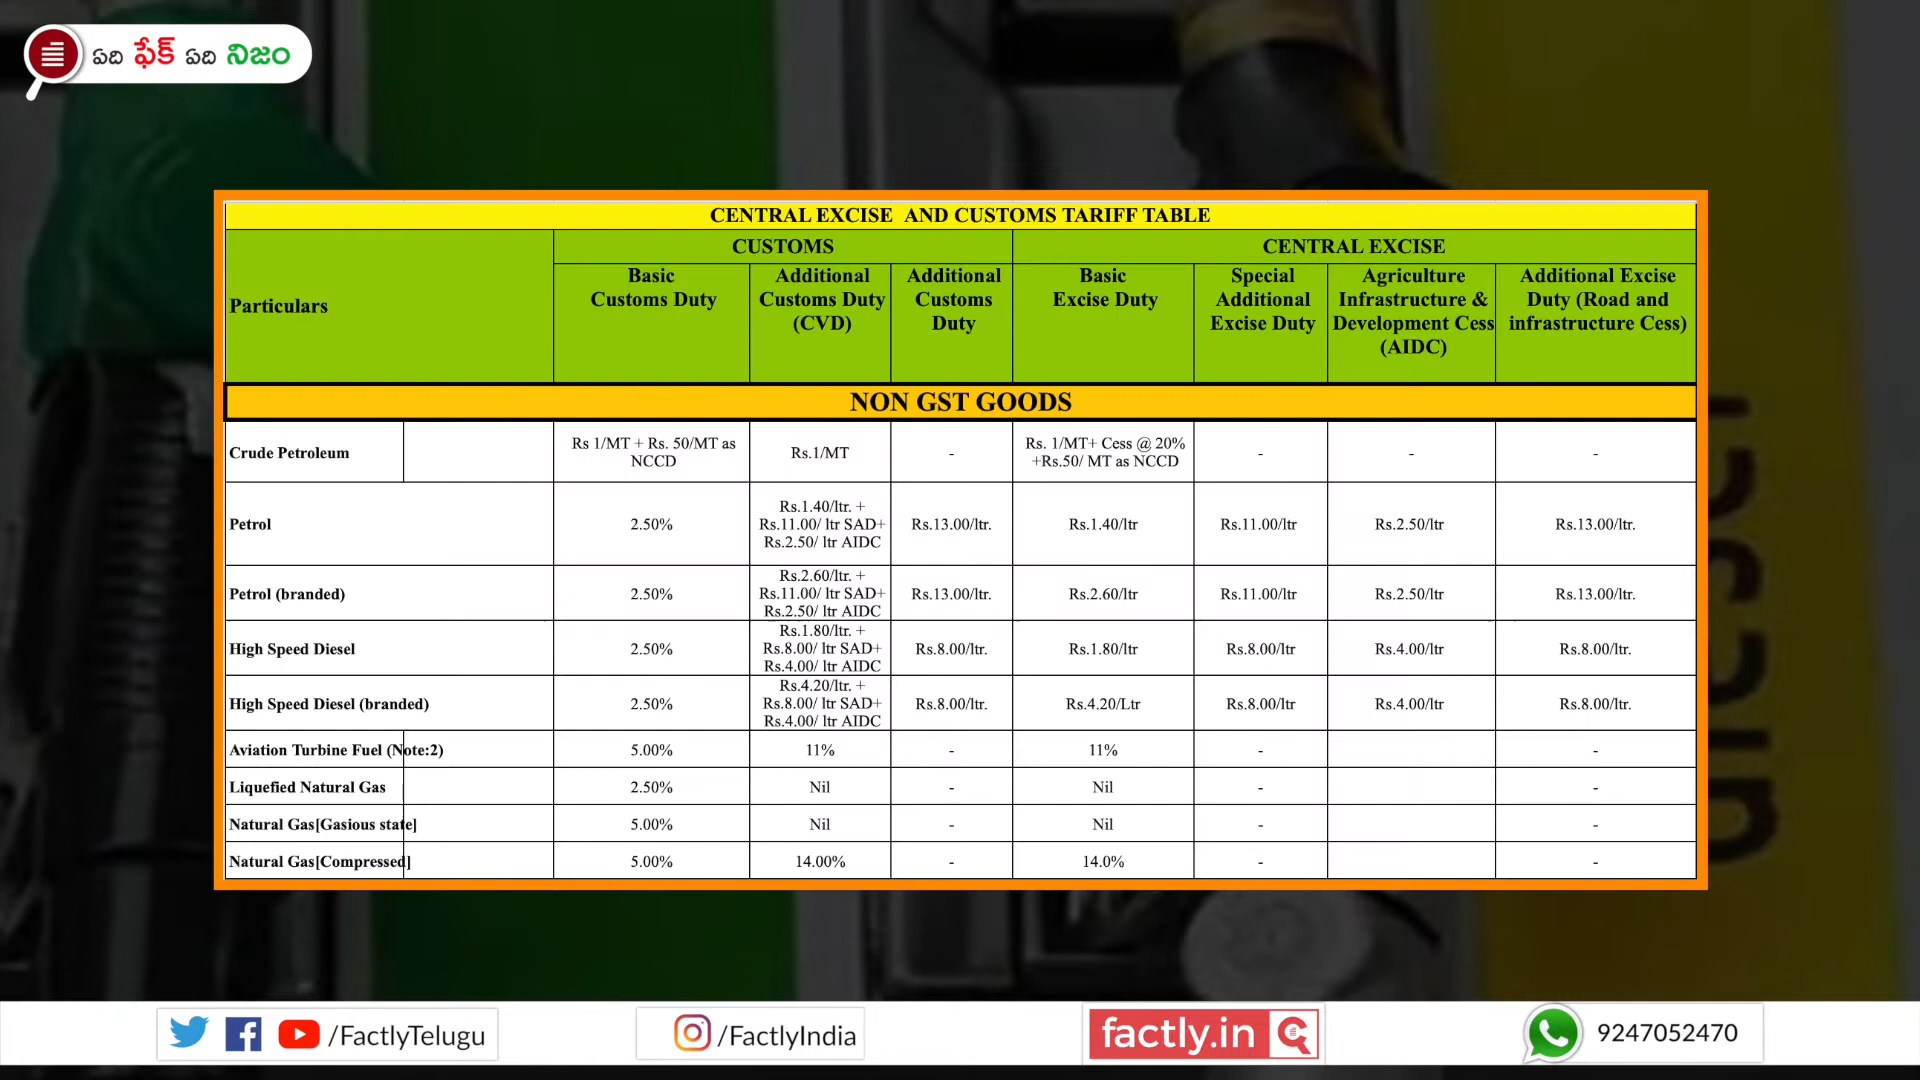 ఏది ఫేక్ ఏది నిజం
CENTRAL EXCISE AND CUSTOMS TARIFF TABLE
Particulars
CUSTOMS
CENTRAL EXCISE
Basic
Customs Duty
Additional
Customs Duty
(CVD)
Additional
Customs
Duty
Basic
Excise Duty
Special
Additional
Excise Duty
Agriculture
Infrastructure &
Development Cess
(AIDC)
Additional Excise
Duty (Road and
infrastructure Cess)
NON GST GOODS
Crude Petroleum
Rs 1/MT + Rs. 50/MT as
NCCD
Rs.1/MT
-
Rs. 1/MT+ Cess @ 20%
+Rs.50/ MT as NCCD
-
-
-
Petrol
2.50%
Rs.1.40/ltr. +
Rs.11.00/ ltr SAD+
Rs.2.50/ ltr AIDC
Rs.13.00/ltr.
Rs.1.40/ltr
Rs.11.00/ltr
Rs.2.50/ltr
Rs.13.00/ltr.
Petrol (branded)
2.50%
Rs.2.60/ltr. +
Rs.11.00/ ltr SAD+
Rs.2.50/ ltr AIDC
Rs.13.00/ltr.
Rs.2.60/ltr
Rs.11.00/ltr
Rs.2.50/ltr
Rs.13.00/ltr.
High Speed Diesel
2.50%
Rs.1.80/ltr. +
Rs.8.00/ ltr SAD+
Rs.4.00/ ltr AIDC
Rs.8.00/ltr.
Rs.1.80/ltr
Rs.8.00/ltr
Rs.4.00/ltr
Rs.8.00/ltr.
High Speed Diesel (branded)
2.50%
Rs.4.20/ltr. +
Rs.8.00/ ltr SAD+
Rs.4.00/ ltr AIDC
Rs.8.00/ltr.
Rs.4.20/Ltr
Rs.8.00/ltr
Rs.4.00/ltr
Rs.8.00/ltr.
Aviation Turbine Fuel (Note:2)
5.00%
11%
-
11%
-
-
Liquefied Natural Gas
2.50%
Nil
-
Nil
-
-
Natural Gas[Gasious state]
5.00%
Nil
-
Nil
-
-
Natural Gas[Compressed]
5.00%
14.00%
-
14.0%
-
-
diesel
/FactlyTelugu
/FactlyIndia
factly.in
9247052470